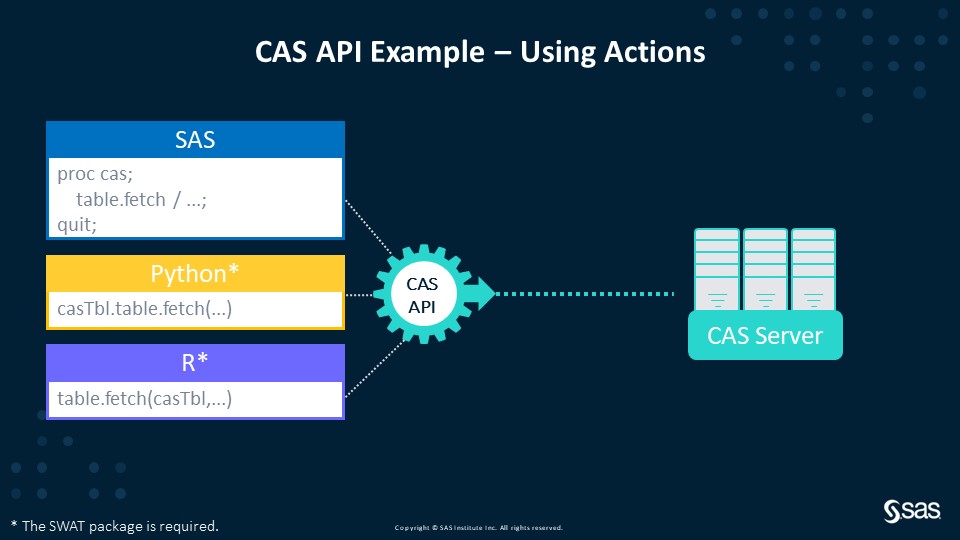 CAS API Example – Using Actions
SAS
proc cas;
table.fetch / ...;
quit;
Python*
casTbl.table.fetch(...)
R*
table.fetch(casTbl,...)
CAS
API
CAS Server
* The SWAT package is required.
Copyright © SAS Institute Inc. All rights reserved.
sas